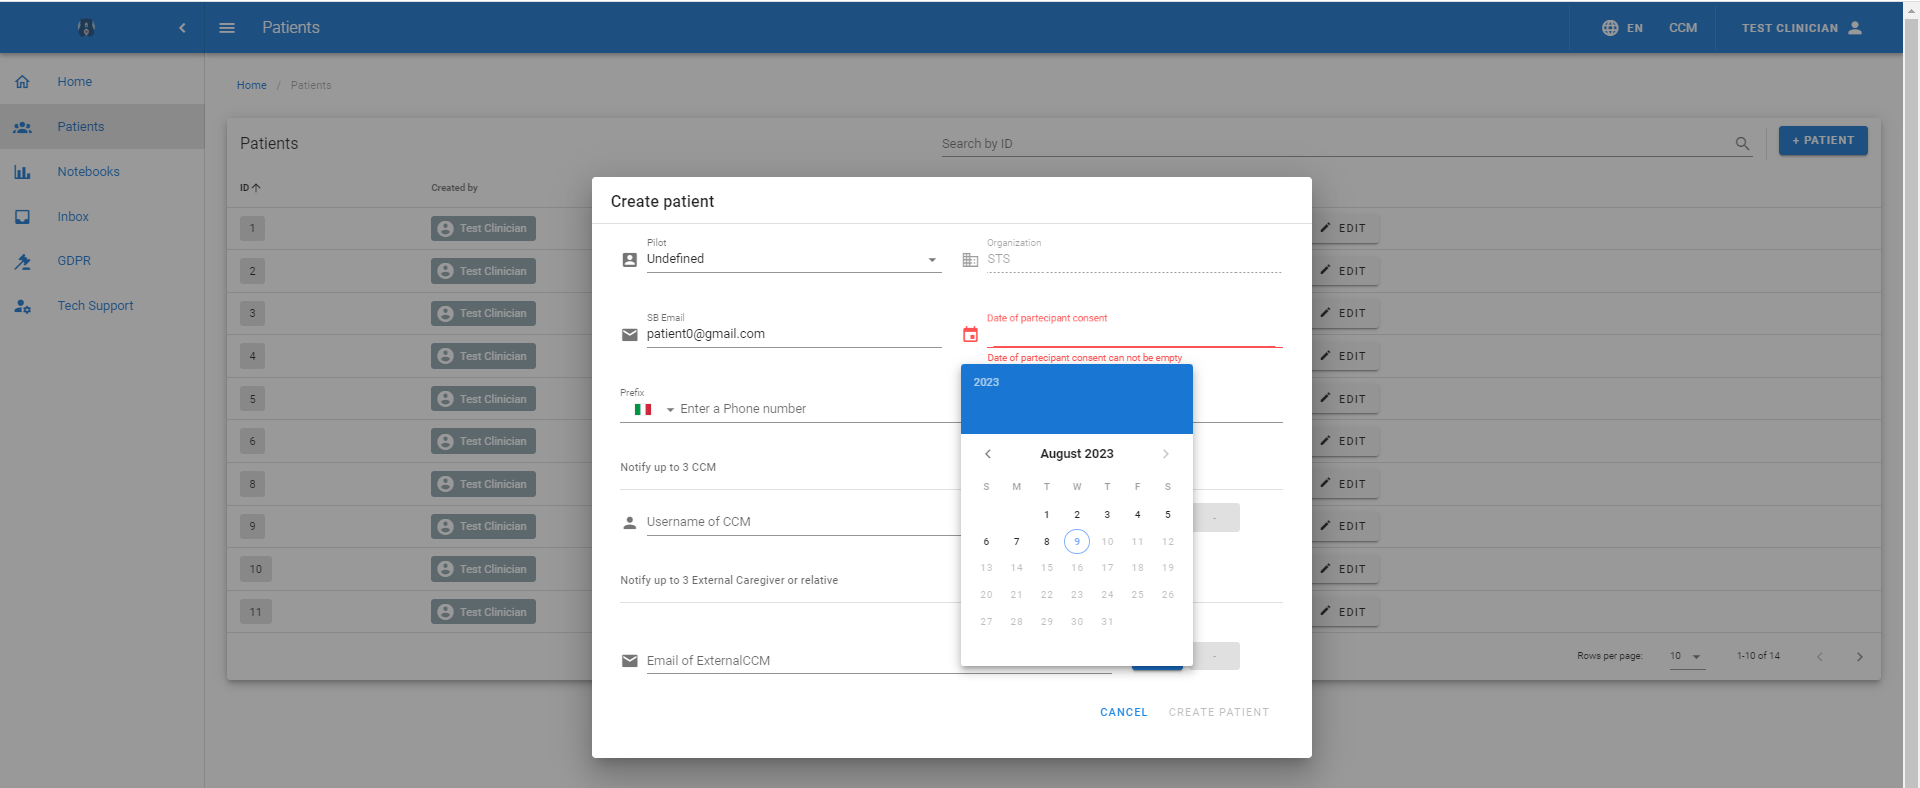 Patients
EN
CCM
TEST CLINICIAN
Home
Patients
Notebooks
Inbox
GDPR
Tech Support
Home / Patients
Patients
Search by ID
+ PATIENT
ID
Created by
1 Test Clinician EDIT
2 Test Clinician EDIT
3 Test Clinician EDIT
4 Test Clinician EDIT
5 Test Clinician EDIT
6 Test Clinician EDIT
8 Test Clinician EDIT
9 Test Clinician EDIT
10 Test Clinician EDIT
11 Test Clinician EDIT
Rows per page: 10 1-10 of 14
Create patient
Pilot
Undefined
Organization
STS
SB Email
patient0@gmail.com
Date of partecipant consent
Date of partecipant consent can not be empty
Prefix
Enter a Phone number
Notify up to 3 CCM
Username of CCM
-
Notify up to 3 External Caregiver or relative
Email of ExternalCCM
-
CANCEL
CREATE PATIENT
2023
August 2023
S M T W T F S
1 2 3 4 5
6 7 8 9 10 11 12
13 14 15 16 17 18 19
20 21 22 23 24 25 26
27 28 29 30 31